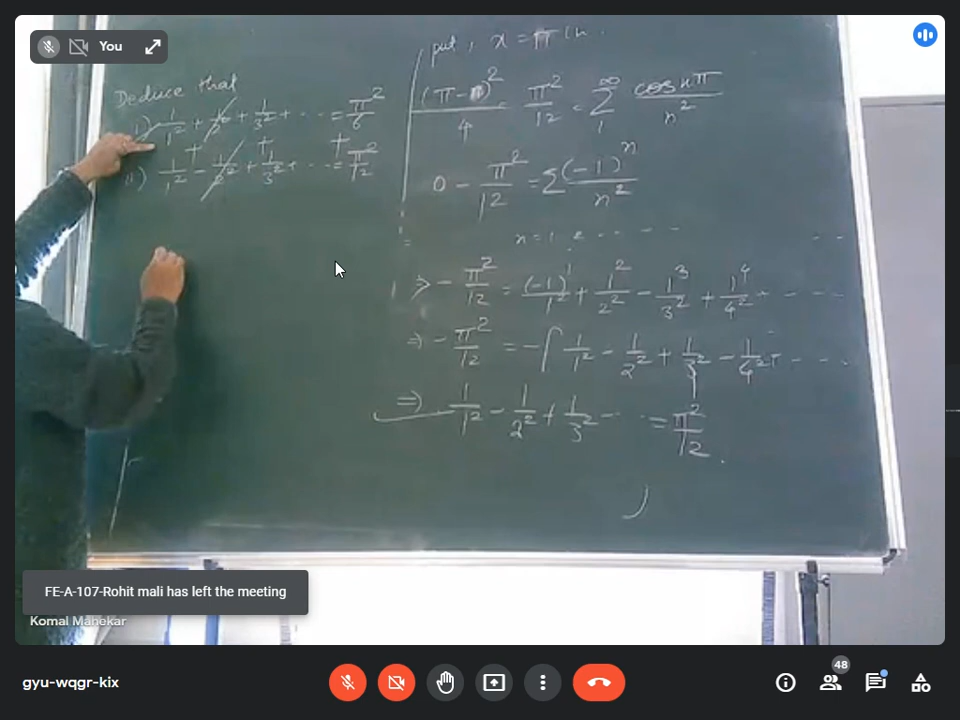 You
Deduce that
i) 1/1² + 1/2² + 1/3² + ... = π²/6
+ + +
ii) 1/1² - 1/2² + 1/3² + ... = π²/12
put, x = π in
(π-π)²/4 - π²/12 = ∞ Σ 1 cos nπ/n²
0 - π²/12 = Σ (-1)ⁿ/n²
n = 1, 2 - - - -
⇒ - π²/12 = (-1)¹/1² + 1²/2² - 1³/3² + 1⁴/4² - - - -
⇒ - π²/12 = - [ 1/1² - 1/2² + 1/3² - 1/4² + - - -
⇒ 1/1² - 1/2² + 1/3² - - = π²/12 .
FE-A-107-Rohit mali has left the meeting
Komal Mahekar
gyu-wqgr-kix
48